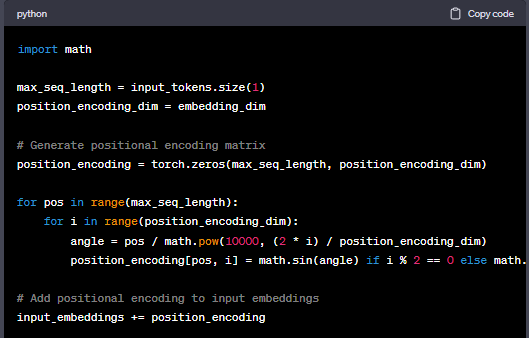 python Copy code
import math
max_seq_length = input_tokens.size(1)
position_encoding_dim = embedding_dim
# Generate positional encoding matrix
position_encoding = torch.zeros(max_seq_length, position_encoding_dim)
for pos in range(max_seq_length):
    for i in range(position_encoding_dim):
        angle = pos / math.pow(10000, (2 * i) / position_encoding_dim)
        position_encoding[pos, i] = math.sin(angle) if i % 2 == 0 else math.
# Add positional encoding to input embeddings
input_embeddings += position_encoding